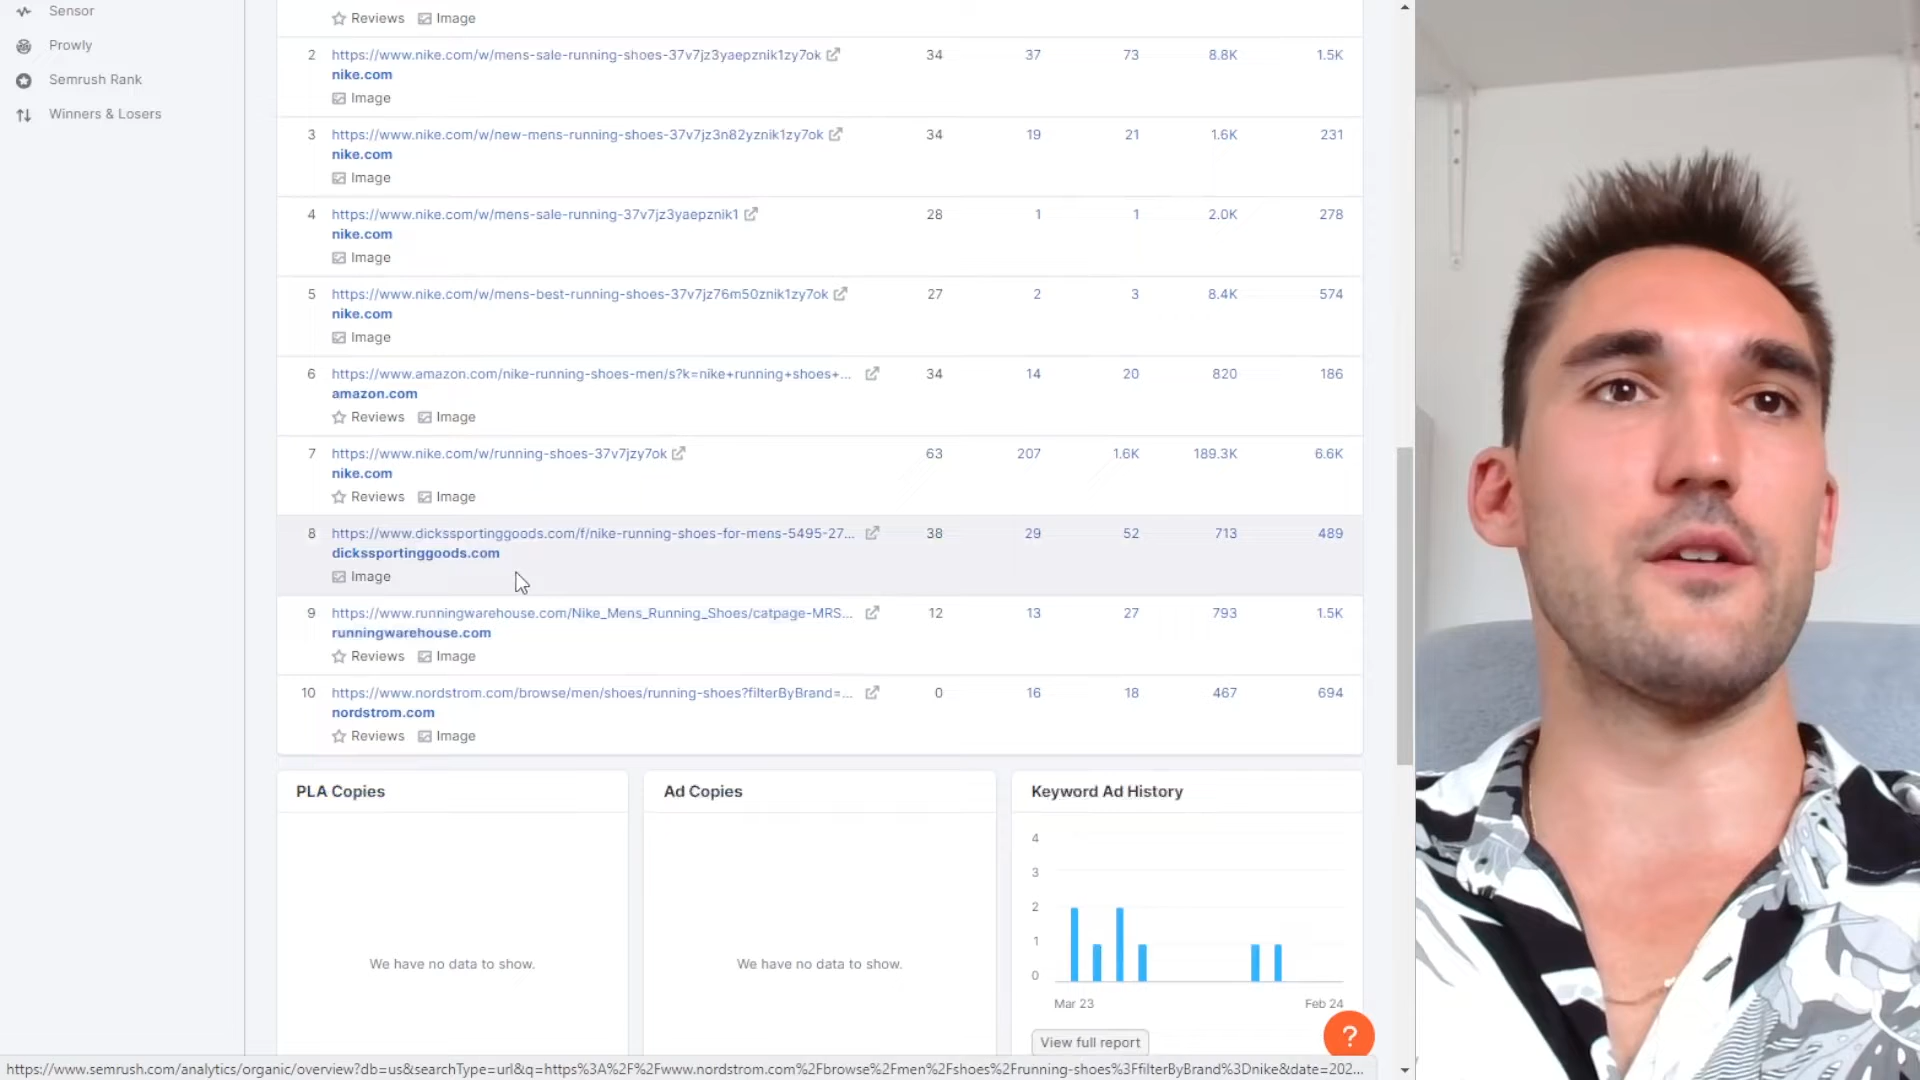 Sensor
Prowly
Semrush Rank
Winners & Losers
Reviews Image
2 https://www.nike.com/w/mens-sale-running-shoes-37v7jz3yaepznik1zy7ok 34 37 73 8.8K 1.5K
nike.com
Image
3 https://www.nike.com/w/new-mens-running-shoes-37v7jz3n82yznik1zy7ok 34 19 21 1.6K 231
nike.com
Image
4 https://www.nike.com/w/mens-sale-running-37v7jz3yaepznik1 28 1 1 2.0K 278
nike.com
Image
5 https://www.nike.com/w/mens-best-running-shoes-37v7jz76m50znik1zy7ok 27 2 3 8.4K 574
nike.com
Image
6 https://www.amazon.com/nike-running-shoes-men/s?k=nike+running+shoes+... 34 14 20 820 186
amazon.com
Reviews Image
7 https://www.nike.com/w/running-shoes-37v7jzy7ok 63 207 1.6K 189.3K 6.6K
nike.com
Reviews Image
8 https://www.dickssportinggoods.com/f/nike-running-shoes-for-mens-5495-27... 38 29 52 713 489
dickssportinggoods.com
Image
9 https://www.runningwarehouse.com/Nike_Mens_Running_Shoes/catpage-MRS... 12 13 27 793 1.5K
runningwarehouse.com
Reviews Image
10 https://www.nordstrom.com/browse/men/shoes/running-shoes?filterByBrand=... 0 16 18 467 694
nordstrom.com
Reviews Image
PLA Copies Ad Copies Keyword Ad History
4
3
2
1
0
We have no data to show. We have no data to show.
Mar 23 Feb 24
View full report ?
https://www.semrush.com/analytics/organic/overview?db=us&searchType=url&q=https%3A%2F%2Fwww.nordstrom.com%2Fbrowse%2Fmen%2Fshoes%2Frunning-shoes%3FfilterByBrand%3Dnike&date=202...